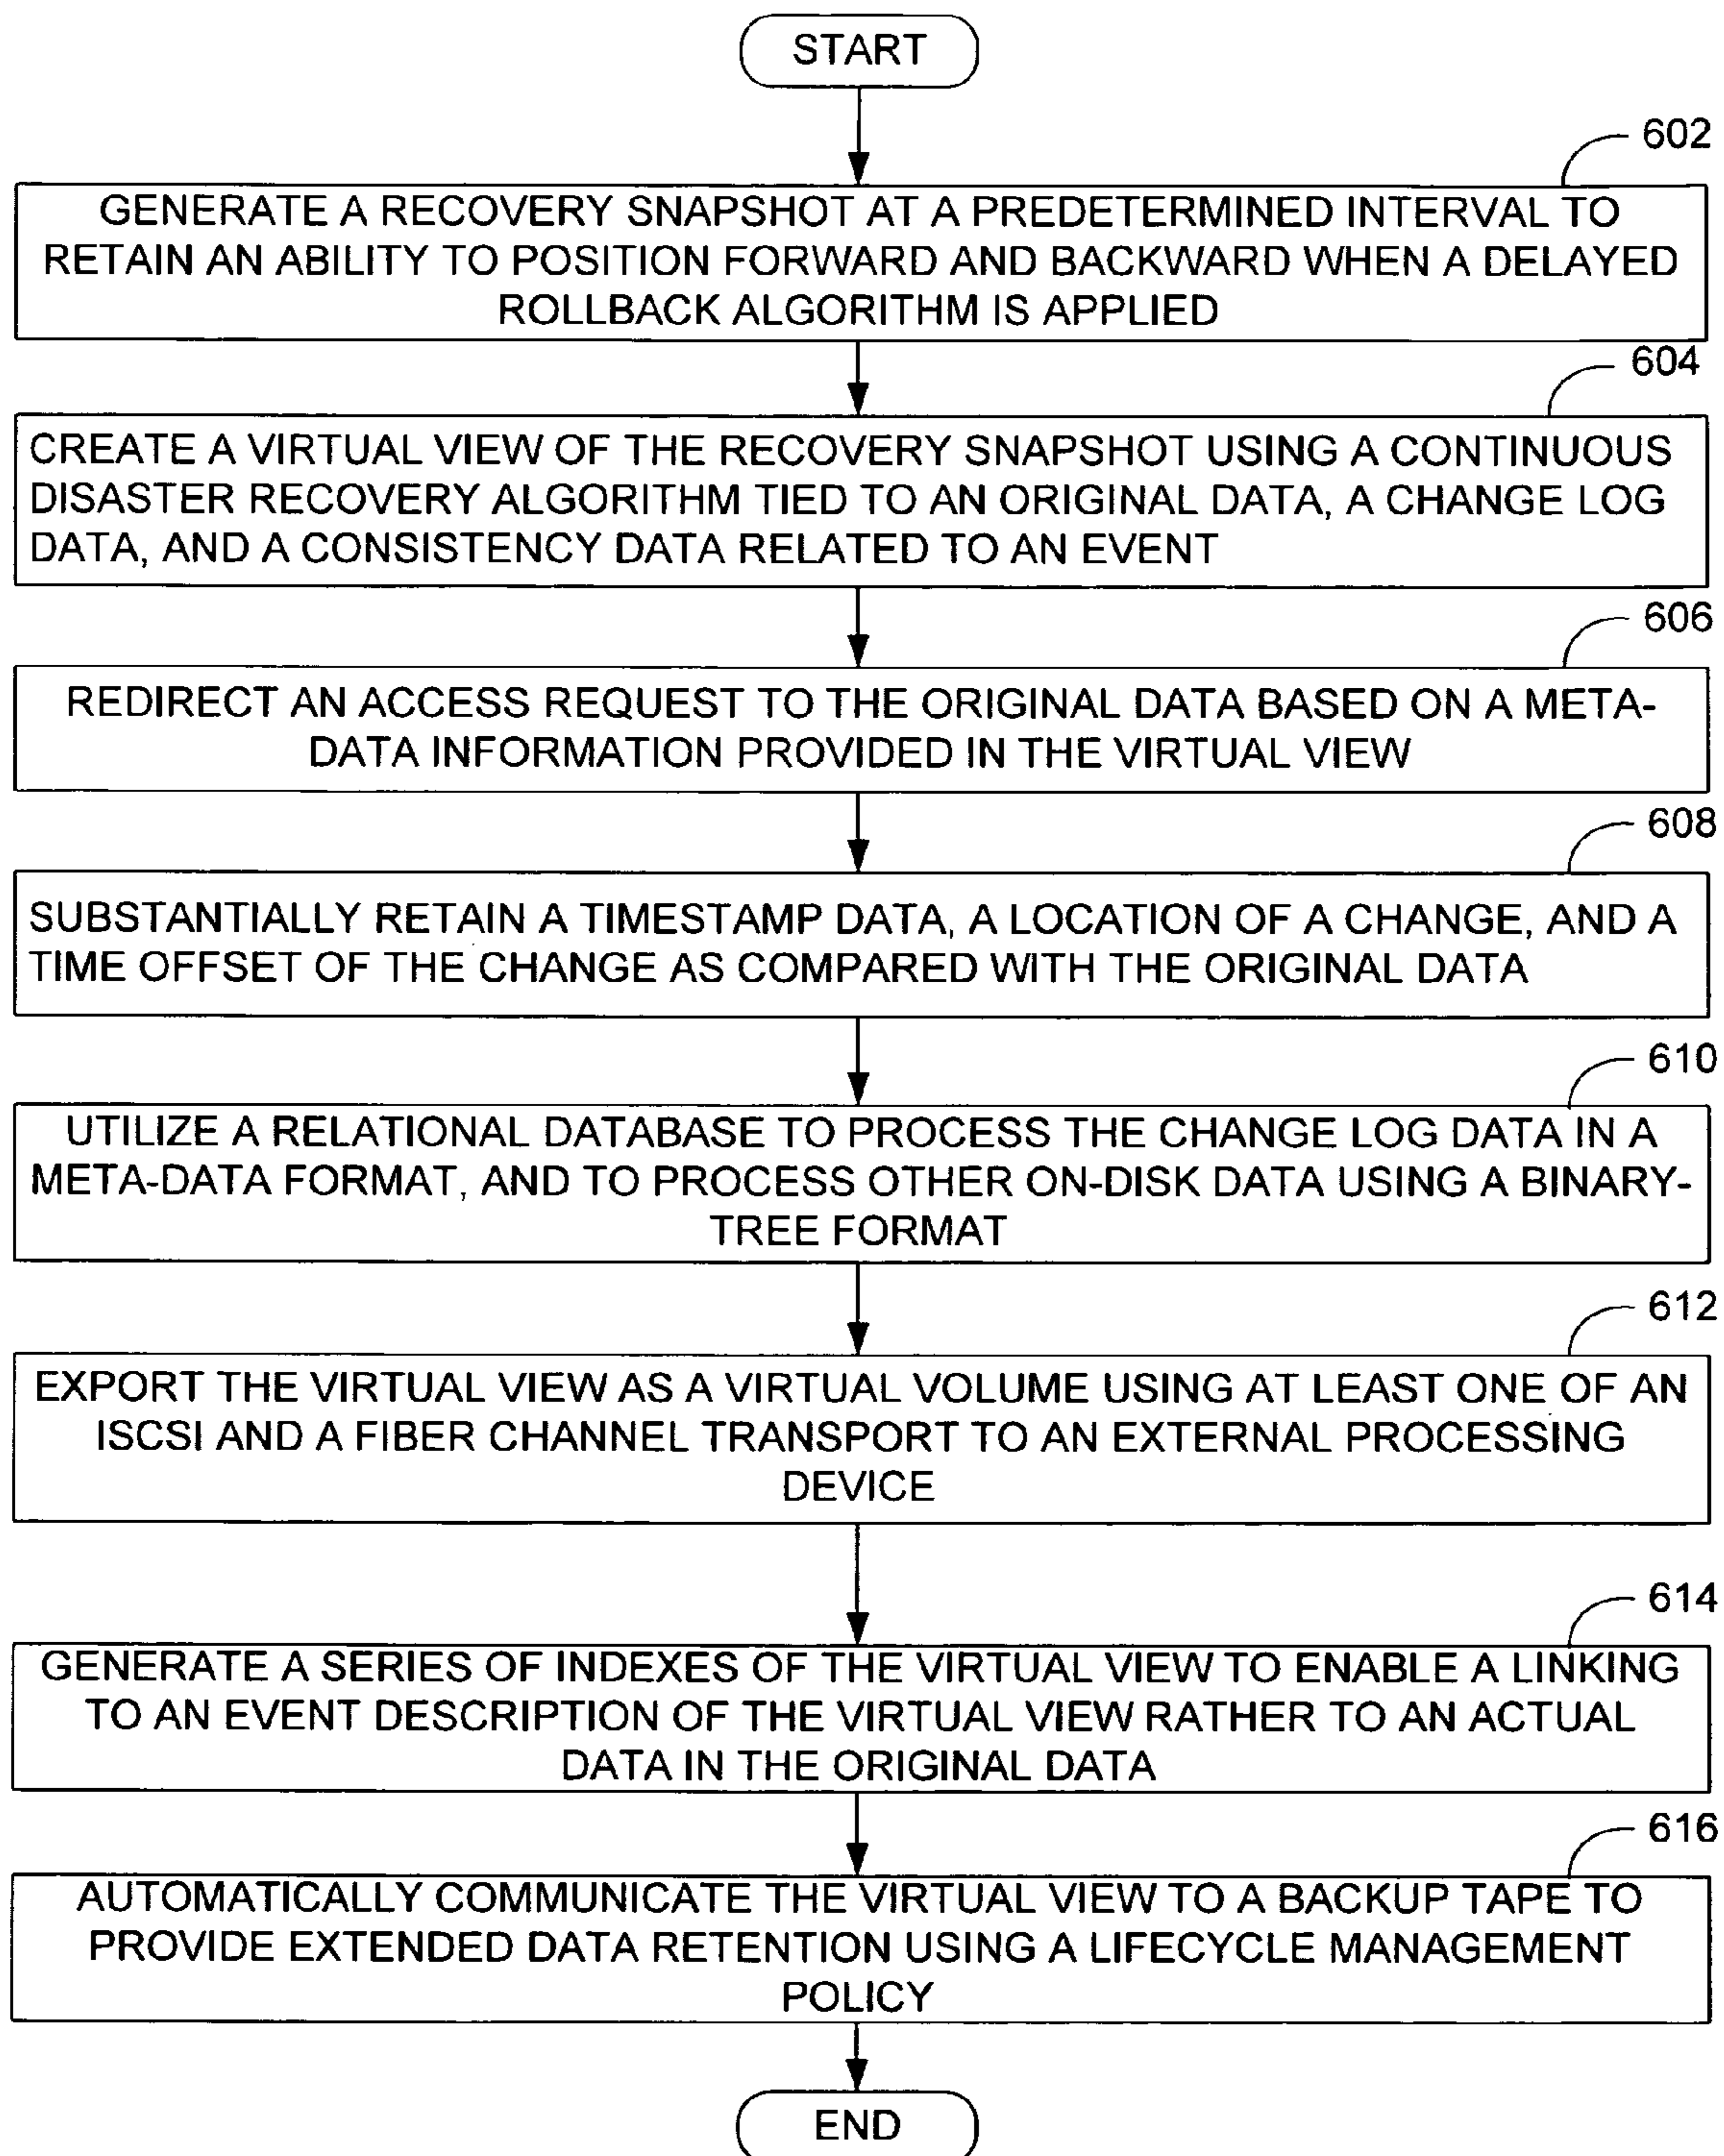 START
602
GENERATE A RECOVERY SNAPSHOT AT A PREDETERMINED INTERVAL TO
RETAIN AN ABILITY TO POSITION FORWARD AND BACKWARD WHEN A DELAYED
ROLLBACK ALGORITHM IS APPLIED
604
CREATE A VIRTUAL VIEW OF THE RECOVERY SNAPSHOT USING A CONTINUOUS
DISASTER RECOVERY ALGORITHM TIED TO AN ORIGINAL DATA, A CHANGE LOG
DATA, AND A CONSISTENCY DATA RELATED TO AN EVENT
606
REDIRECT AN ACCESS REQUEST TO THE ORIGINAL DATA BASED ON A META-
DATA INFORMATION PROVIDED IN THE VIRTUAL VIEW
608
SUBSTANTIALLY RETAIN A TIMESTAMP DATA, A LOCATION OF A CHANGE, AND A
TIME OFFSET OF THE CHANGE AS COMPARED WITH THE ORIGINAL DATA
610
UTILIZE A RELATIONAL DATABASE TO PROCESS THE CHANGE LOG DATA IN A
META-DATA FORMAT, AND TO PROCESS OTHER ON-DISK DATA USING A BINARY-
TREE FORMAT
612
EXPORT THE VIRTUAL VIEW AS A VIRTUAL VOLUME USING AT LEAST ONE OF AN
ISCSI AND A FIBER CHANNEL TRANSPORT TO AN EXTERNAL PROCESSING
DEVICE
614
GENERATE A SERIES OF INDEXES OF THE VIRTUAL VIEW TO ENABLE A LINKING
TO AN EVENT DESCRIPTION OF THE VIRTUAL VIEW RATHER TO AN ACTUAL
DATA IN THE ORIGINAL DATA
616
AUTOMATICALLY COMMUNICATE THE VIRTUAL VIEW TO A BACKUP TAPE TO
PROVIDE EXTENDED DATA RETENTION USING A LIFECYCLE MANAGEMENT
POLICY
END